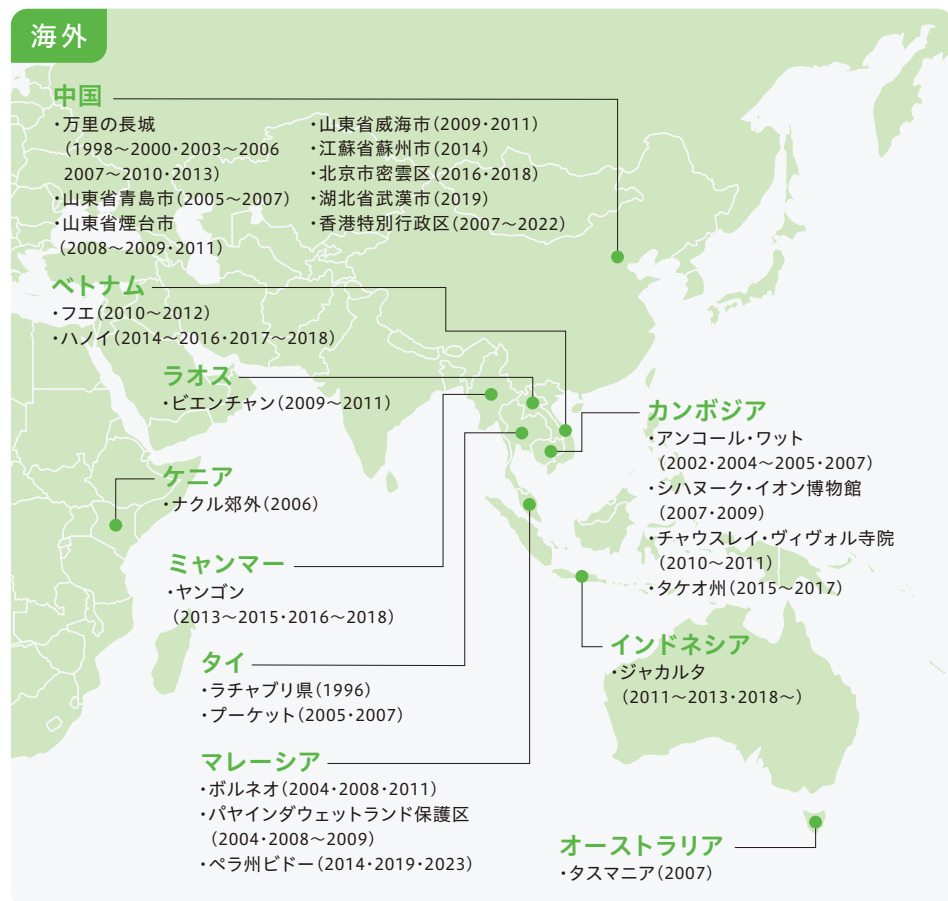 海外
中国
・万里の長城
(1998～2000・2003～2006
2007～2010・2013)
・山東省青島市(2005～2007)
・山東省煙台市
(2008～2009・2011)
・山東省威海市(2009・2011)
・江蘇省蘇州市(2014)
・北京市密雲区(2016・2018)
・湖北省武漢市(2019)
・香港特別行政区(2007～2022)
ベトナム
・フエ(2010～2012)
・ハノイ(2014～2016・2017～2018)
ラオス
・ビエンチャン(2009～2011)
カンボジア
・アンコール・ワット
(2002・2004～2005・2007)
・シハヌーク・イオン博物館
(2007・2009)
・チャウスレイ・ヴィヴォル寺院
(2010～2011)
・タケオ州(2015～2017)
ケニア
・ナクル郊外(2006)
ミャンマー
・ヤンゴン
(2013～2015・2016～2018)
インドネシア
・ジャカルタ
(2011～2013・2018～)
タイ
・ラチャブリ県(1996)
・プーケット(2005・2007)
マレーシア
・ボルネオ(2004・2008・2011)
・パヤインダウェットランド保護区
(2004・2008～2009)
・ペラ州ビドー(2014・2019・2023)
オーストラリア
・タスマニア(2007)